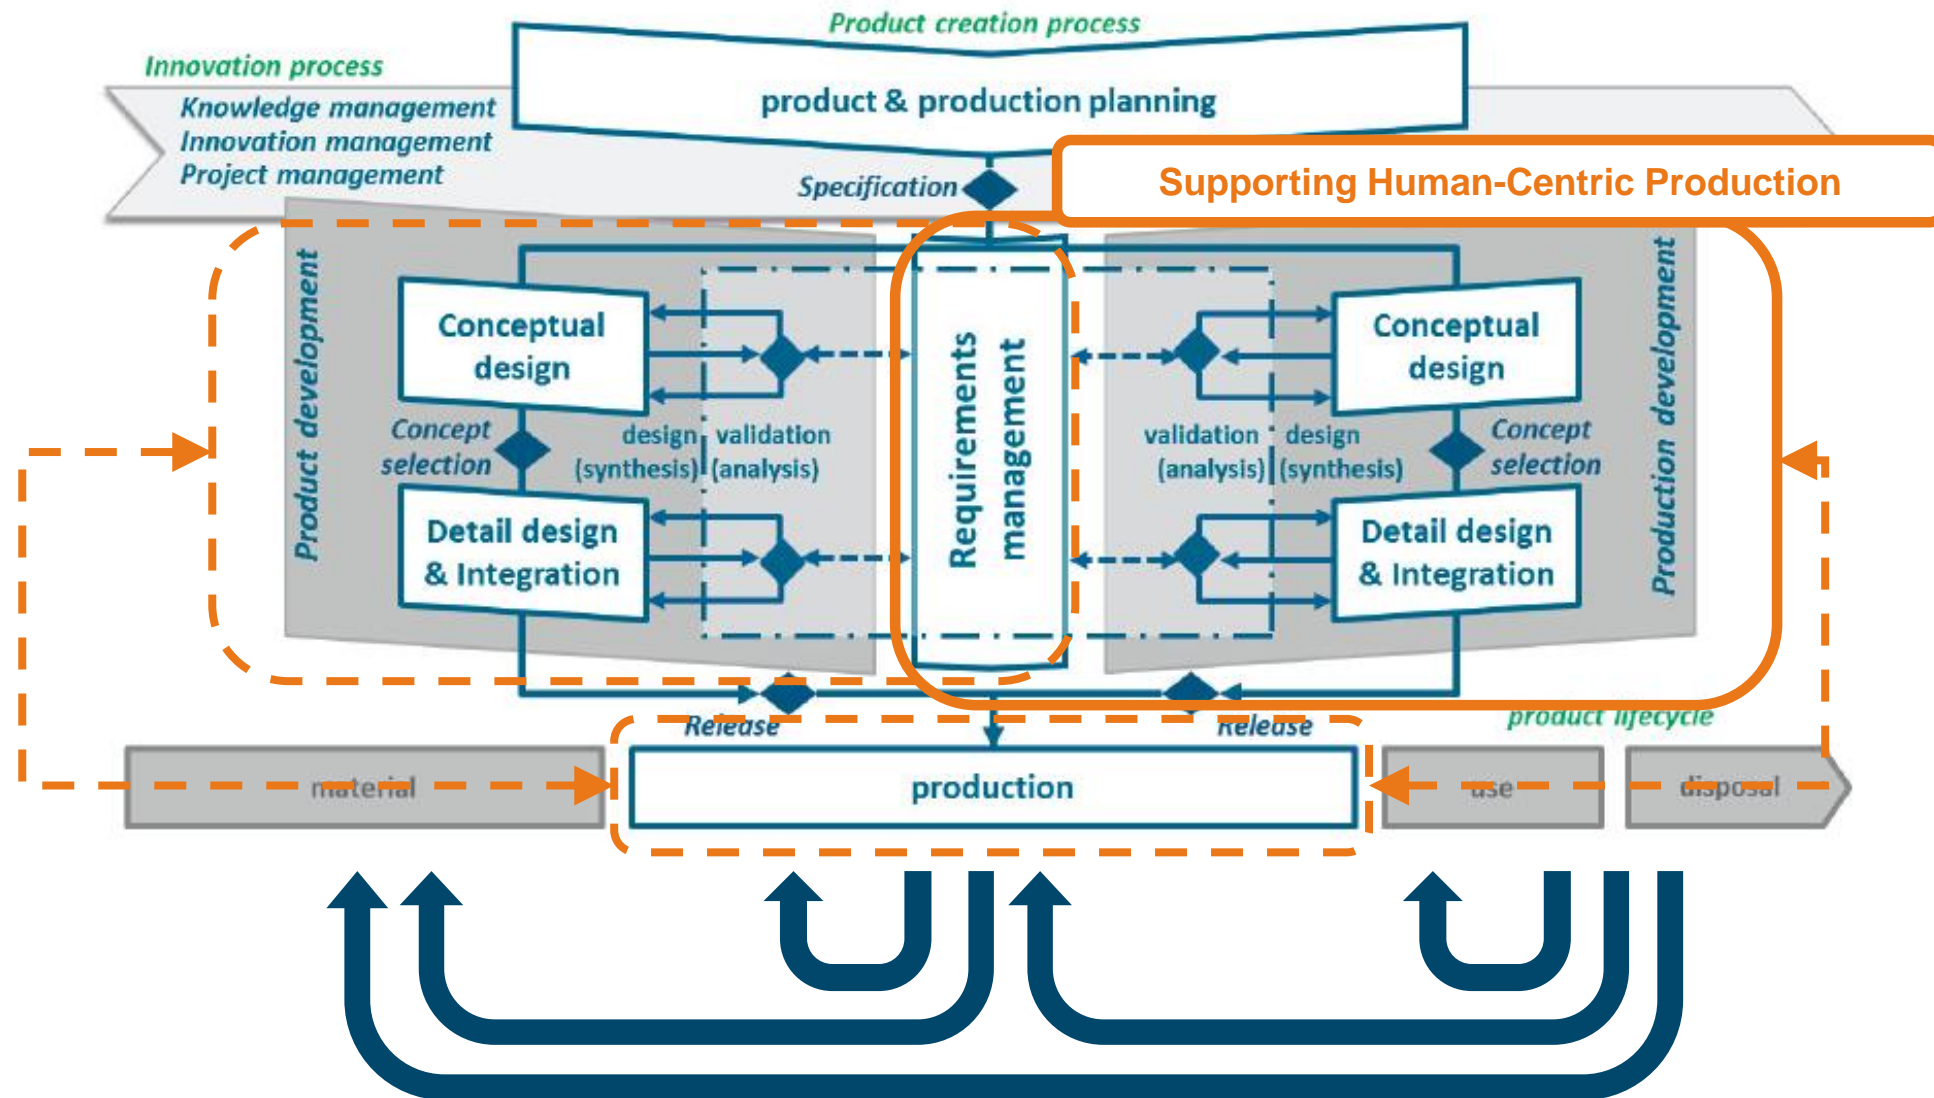 Product creation process
Innovation process
Knowledge management
Innovation management
Project management
product & production planning
Specification
Supporting Human-Centric Production
Product development
Conceptual
design
Concept
selection
design
(synthesis)
validation
(analysis)
Detail design
& Integration
Requirements
management
validation
(analysis)
design
(synthesis)
Conceptual
design
Concept
selection
Detail design
& Integration
Production development
Release
Release
product lifecycle
material
production
use
disposal